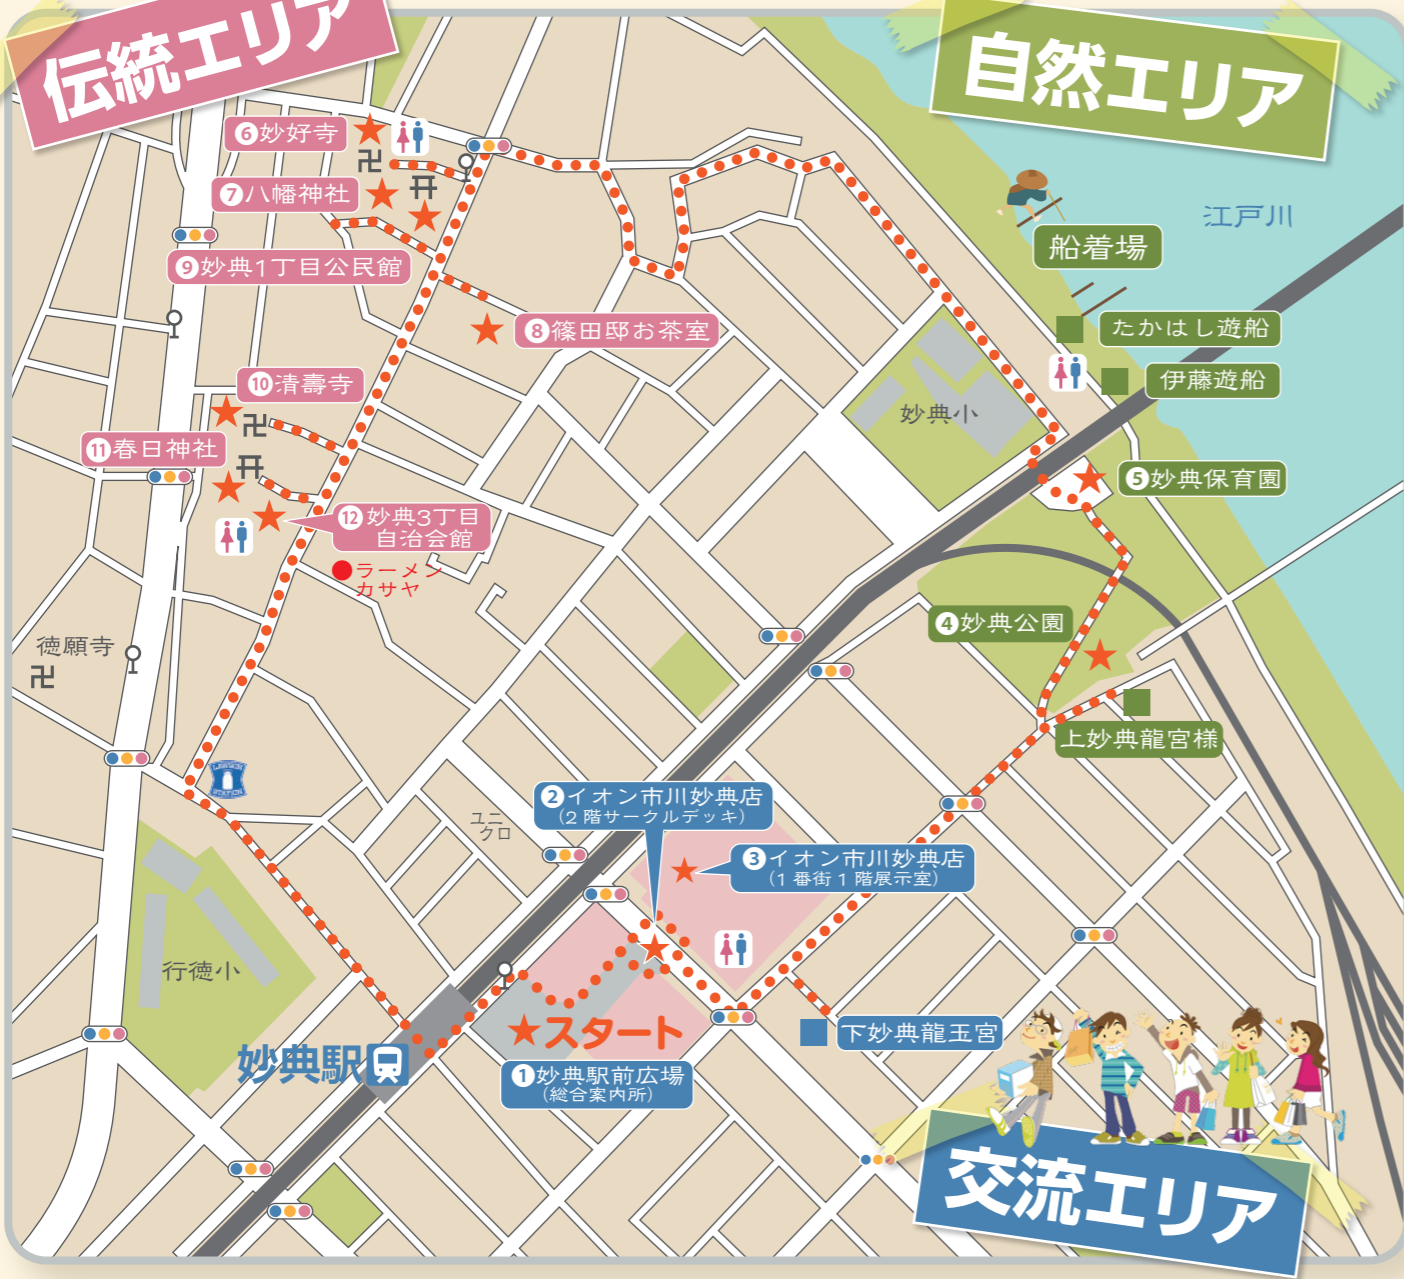 伝統エリア
自然エリア
⑥妙好寺
⑦八幡神社
⑨妙典1丁目公民館
⑧篠田邸お茶室
⑩清壽寺
⑪春日神社
⑫妙典3丁目
自治会館
ラーメン
カサヤ
徳願寺
江戸川
船着場
たかはし遊船
伊藤遊船
妙典小
⑤妙典保育園
④妙典公園
上妙典龍宮様
LAWSON
STATION
ユニ
クロ
②イオン市川妙典店
(2階サークルデッキ)
③イオン市川妙典店
(1番街1階展示室)
行徳小
妙典駅
★スタート
①妙典駅前広場
(総合案内所)
下妙典龍王宮
交流エリア